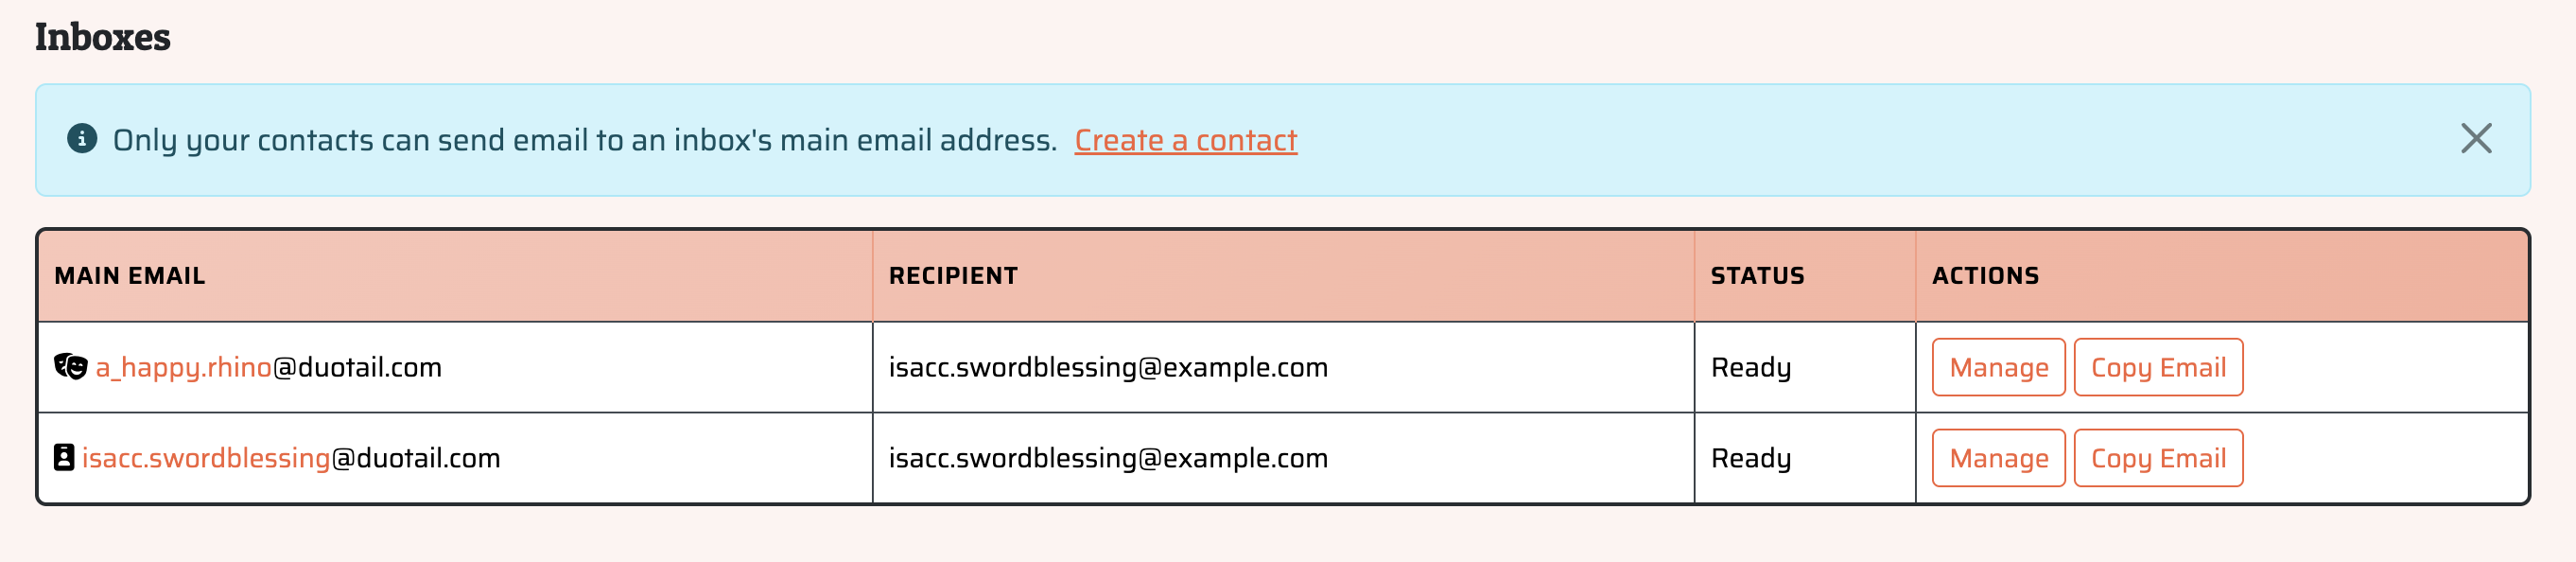 Inboxes
Only your contacts can send email to an inbox's main email address. Create a contact
MAIN EMAIL RECIPIENT STATUS ACTIONS
a_happy.rhino@duotail.com isacc.swordblessing@example.com Ready Manage Copy Email
isacc.swordblessing@duotail.com isacc.swordblessing@example.com Ready Manage Copy Email